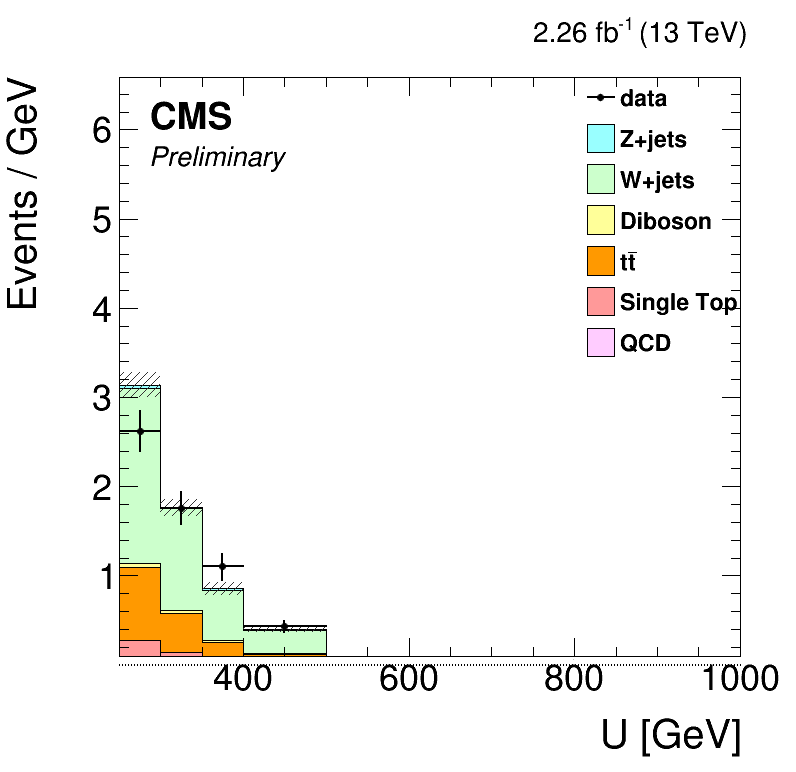 2.26 fb⁻¹ (13 TeV)
CMS
Preliminary
data
Z+jets
W+jets
Diboson
tt̄
Single Top
QCD
Events / GeV
6
5
4
3
2
1
400 600 800 1000
U [GeV]